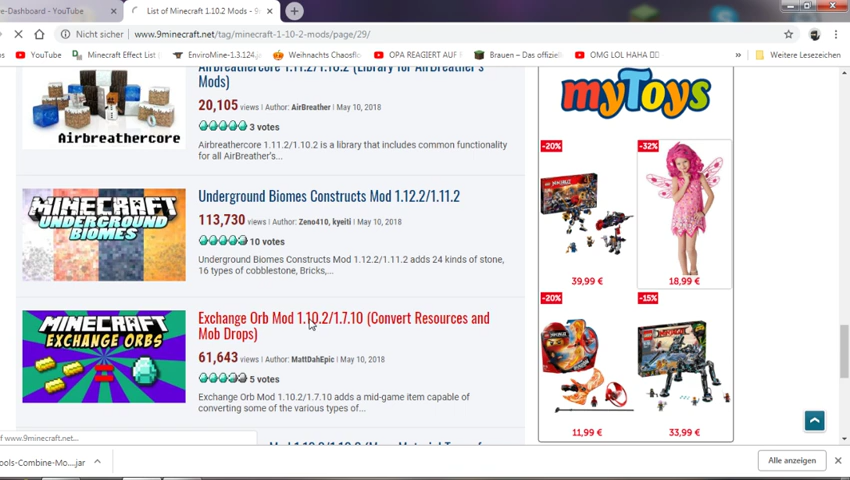 e-Dashboard - YouTube
List of Minecraft 1.10.2 Mods - 9
Nicht sicher | www.9minecraft.net/tag/minecraft-1-10-2-mods/page/29/
YouTube
Minecraft Effect List
EnviroMine-1.3.124.
Weihnachts Chaosflo
OPA REAGIERT AUF
Brauen – Das offizie
OMG LOL HAHA
»
Weitere Lesezeichen
Airbreathercore
Airbreathercore 1.11.2/1.10.2 (Library for AirBreather's
Mods)
20,105 views | Author: AirBreather | May 10, 2018
3 votes
Airbreathercore 1.11.2/1.10.2 is a library that includes common functionality
for all AirBreather's...
MINECRAFT
UNDERGROUND
BIOMES
Underground Biomes Constructs Mod 1.12.2/1.11.2
113,730 views | Author: Zeno410, kyeiti | May 10, 2018
10 votes
Underground Biomes Constructs Mod 1.12.2/1.11.2 adds 24 kinds of stone,
16 types of cobblestone, Bricks,...
MINECRAFT
EXCHANGE ORBS
Exchange Orb Mod 1.10.2/1.7.10 (Convert Resources and
Mob Drops)
61,643 views | Author: MattDahEpic | May 10, 2018
5 votes
Exchange Orb Mod 1.10.2/1.7.10 adds a mid-game item capable of
converting some of the various types of...
myToys
-20%
39,99 €
-32%
18,99 €
-20%
11,99 €
-15%
33,99 €
f www.9minecraft.net...
ools-Combine-Mo....jar
Alle anzeigen